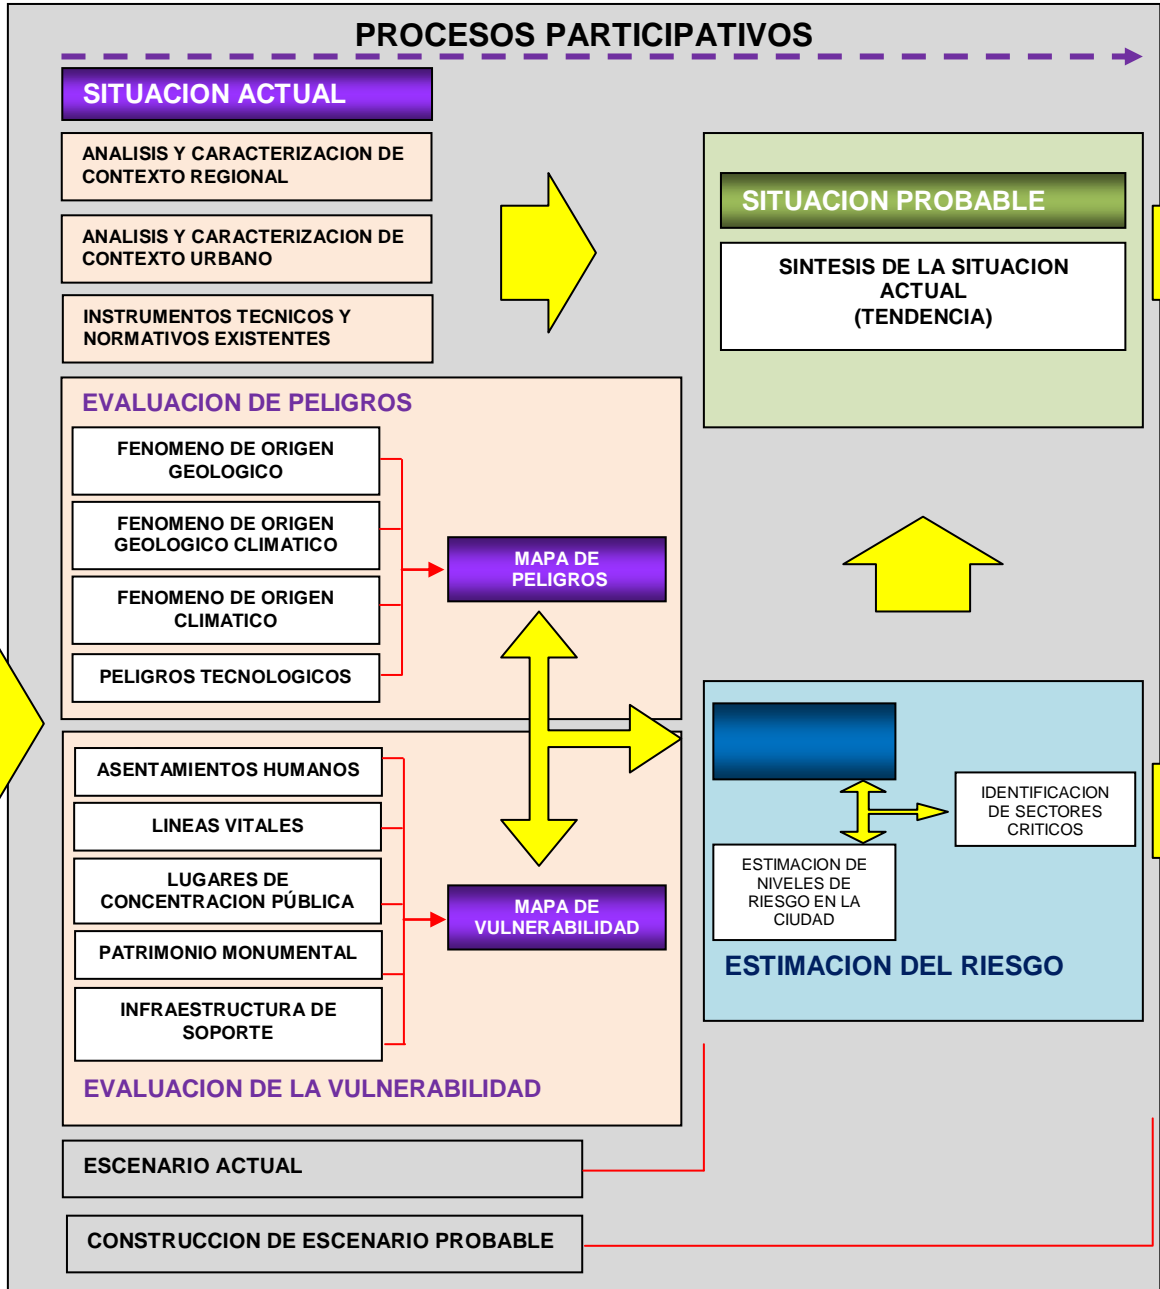 PROCESOS PARTICIPATIVOS
SITUACION ACTUAL
ANALISIS Y CARACTERIZACION DE
CONTEXTO REGIONAL
ANALISIS Y CARACTERIZACION DE
CONTEXTO URBANO
INSTRUMENTOS TECNICOS Y
NORMATIVOS EXISTENTES
SITUACION PROBABLE
SINTESIS DE LA SITUACION
ACTUAL
(TENDENCIA)
EVALUACION DE PELIGROS
FENOMENO DE ORIGEN
GEOLOGICO
FENOMENO DE ORIGEN
GEOLOGICO CLIMATICO
FENOMENO DE ORIGEN
CLIMATICO
PELIGROS TECNOLOGICOS
MAPA DE
PELIGROS
ASENTAMIENTOS HUMANOS
LINEAS VITALES
LUGARES DE
CONCENTRACION PÚBLICA
PATRIMONIO MONUMENTAL
INFRAESTRUCTURA DE
SOPORTE
MAPA DE
VULNERABILIDAD
EVALUACION DE LA VULNERABILIDAD
IDENTIFICACION
DE SECTORES
CRITICOS
ESTIMACION DE
NIVELES DE
RIESGO EN LA
CIUDAD
ESTIMACION DEL RIESGO
ESCENARIO ACTUAL
CONSTRUCCION DE ESCENARIO PROBABLE